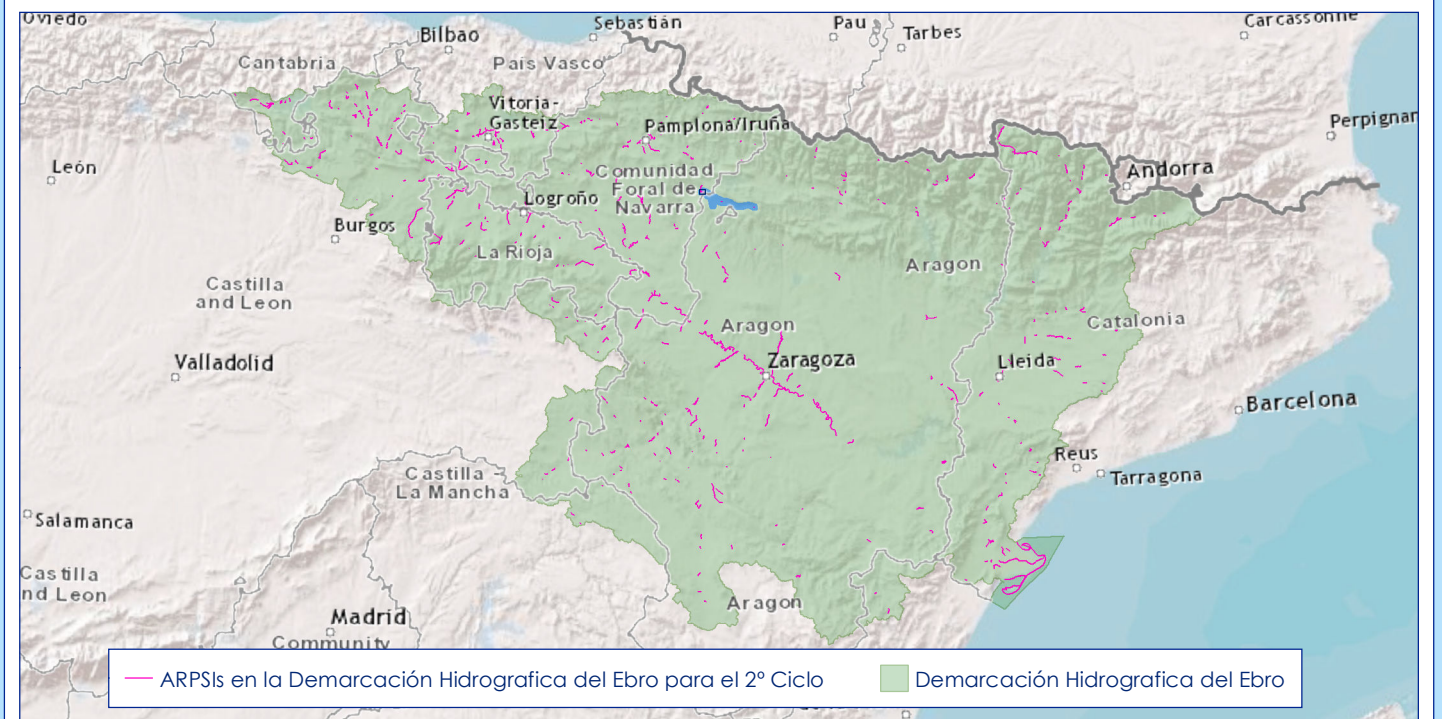 Oviedo
Sebastián
Pau
Tarbes
Carcassonne
Bilbao
Cantabria
País Vasco
Vitoria-
Gasteiz
Pamplona/Iruña
Perpignan
León
Comunidad
Foral de
Navarra
Andorra
Logroño
Burgos
La Rioja
Aragon
Castilla
and Leon
Aragon
Catalonia
Valladolid
Zaragoza
Lleida
Barcelona
Reus
Castilla -
La Mancha
Tarragona
Salamanca
Castilla
nd Leon
Aragon
Madrid
Community
ARPSIs en la Demarcación Hidrografica del Ebro para el 2º Ciclo
Demarcación Hidrografica del Ebro